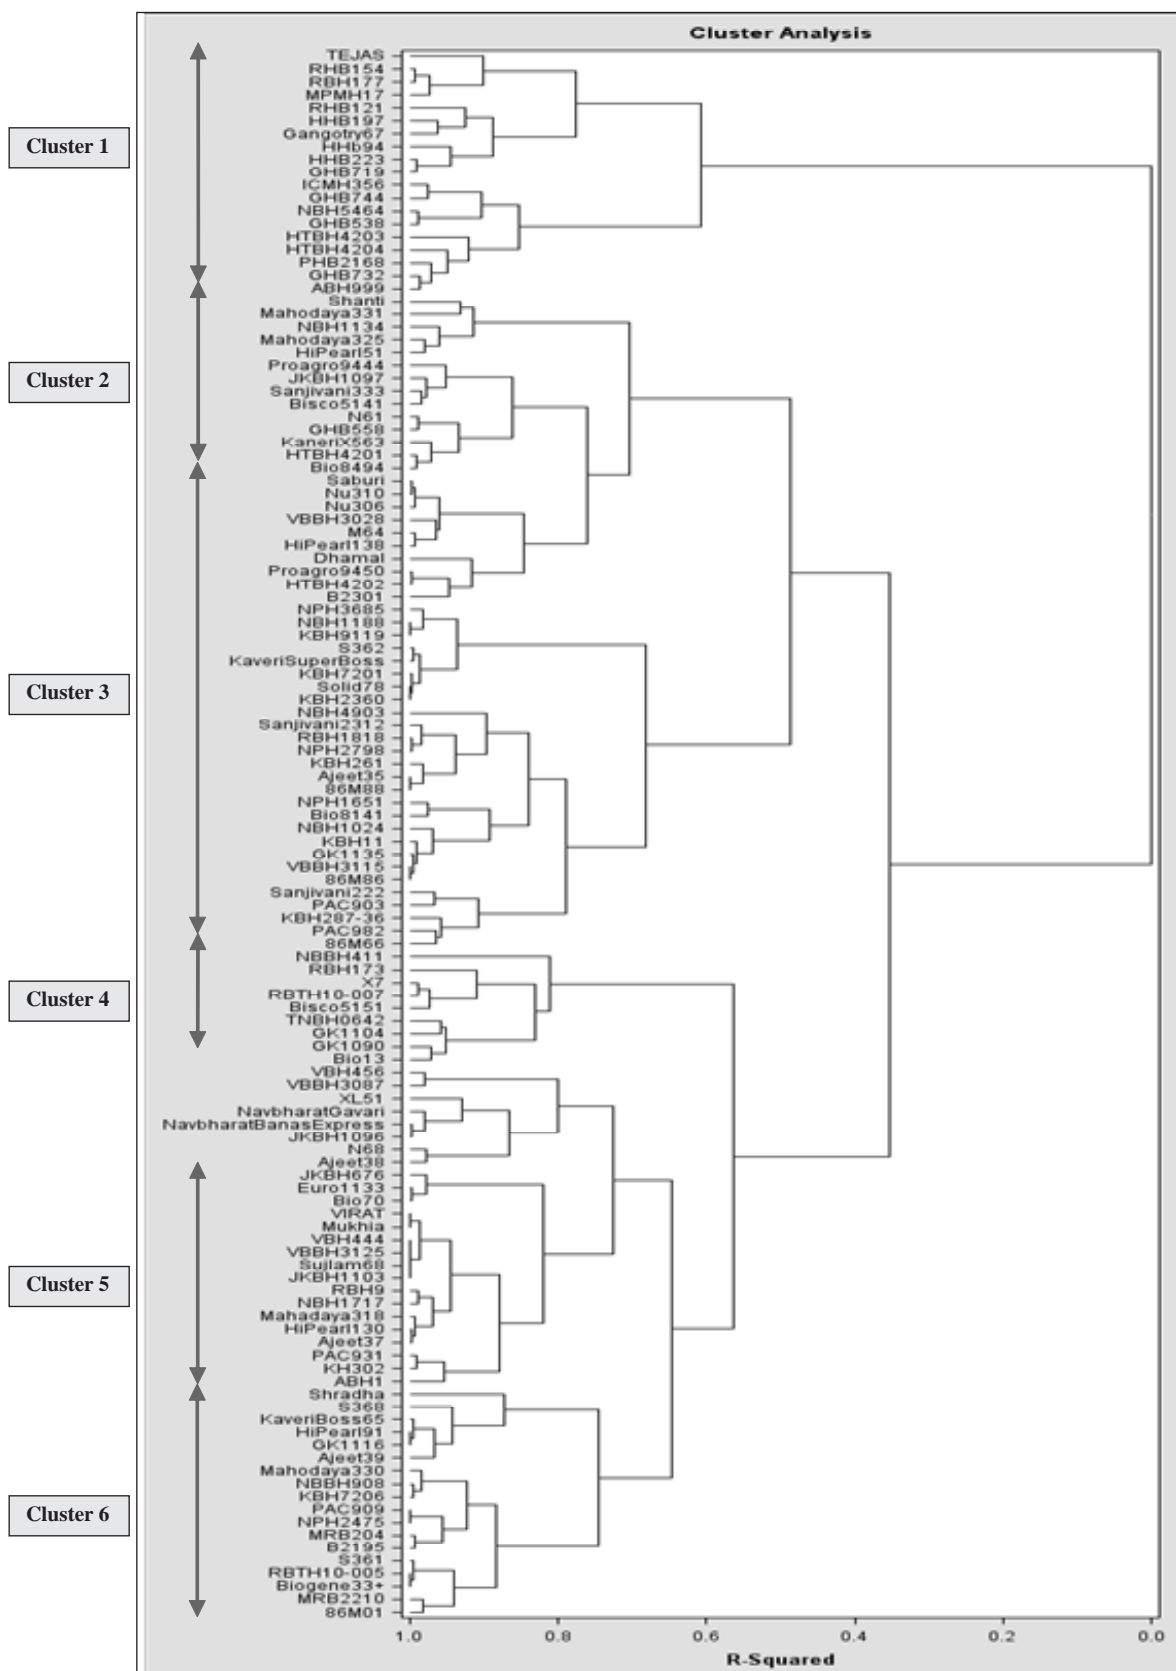 Cluster Analysis
TEJAS
RHB154
RBH177
MPMH17
RHB121
HHB197
Gangotry67
HHb94
HHB223
GHB719
ICMH356
GHB744
NBH5464
GHB538
HTBH4203
HTBH4204
PHB2168
GHB732
ABH999
Cluster 1
Shanti
Mahodaya331
NBH1134
Mahodaya325
HiPearl51
Proagro9444
JKBH1097
Sanjivani333
Bisco5141
N61
GHB558
KaneriX563
HTBH4201
Bio8494
Cluster 2
Saburi
Nu310
Nu306
VBBH3028
M64
HiPearl138
Dhamal
Proagro9450
HTBH4202
B2301
NPH3685
NBH1188
KBH9119
S362
KaveriSuperBoss
KBH7201
Solid78
KBH2360
NBH4903
Sanjivani2312
RBH1818
NPH2798
KBH261
Ajeet35
86M88
NPH1651
Bio8141
NBH1024
KBH11
GK1135
VBBH3115
86M86
Sanjivani222
PAC903
KBH287-36
PAC982
86M66
Cluster 3
NBBH411
RBH173
X7
RBTH10-007
Bisco5151
TNBH0642
GK1104
GK1090
Bio13
Cluster 4
VBH456
VBBH3087
XL51
NavbharatGavari
NavbharatBanasExpress
JKBH1096
N68
Ajeet38
JKBH676
Euro1133
Bio70
VIRAT
Mukhia
VBH444
VBBH3125
Sujlam68
JKBH1103
RBH9
NBH1717
Mahadaya318
HiPearl130
Ajeet37
PAC931
KH302
ABH1
Cluster 5
Shradha
S368
KaveriBoss65
HiPearl91
GK1116
Ajeet39
Mahodaya330
NBBH908
KBH7206
PAC909
NPH2475
MRB204
B2195
S361
RBTH10-005
Biogene33+
MRB2210
86M01
Cluster 6
1.0 0.8 0.6 0.4 0.2 0.0
R-Squared